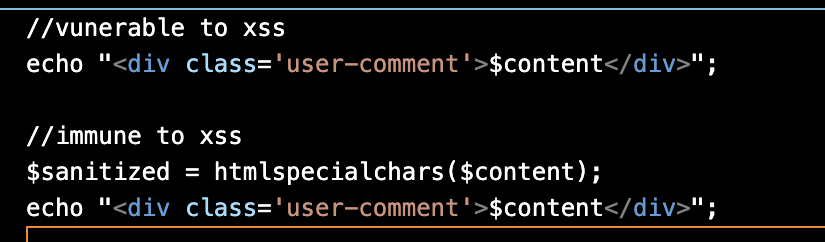 //vunerable to xss
echo "<div class='user-comment'>$content</div>";
//immune to xss
$sanitized = htmlspecialchars($content);
echo "<div class='user-comment'>$content</div>";